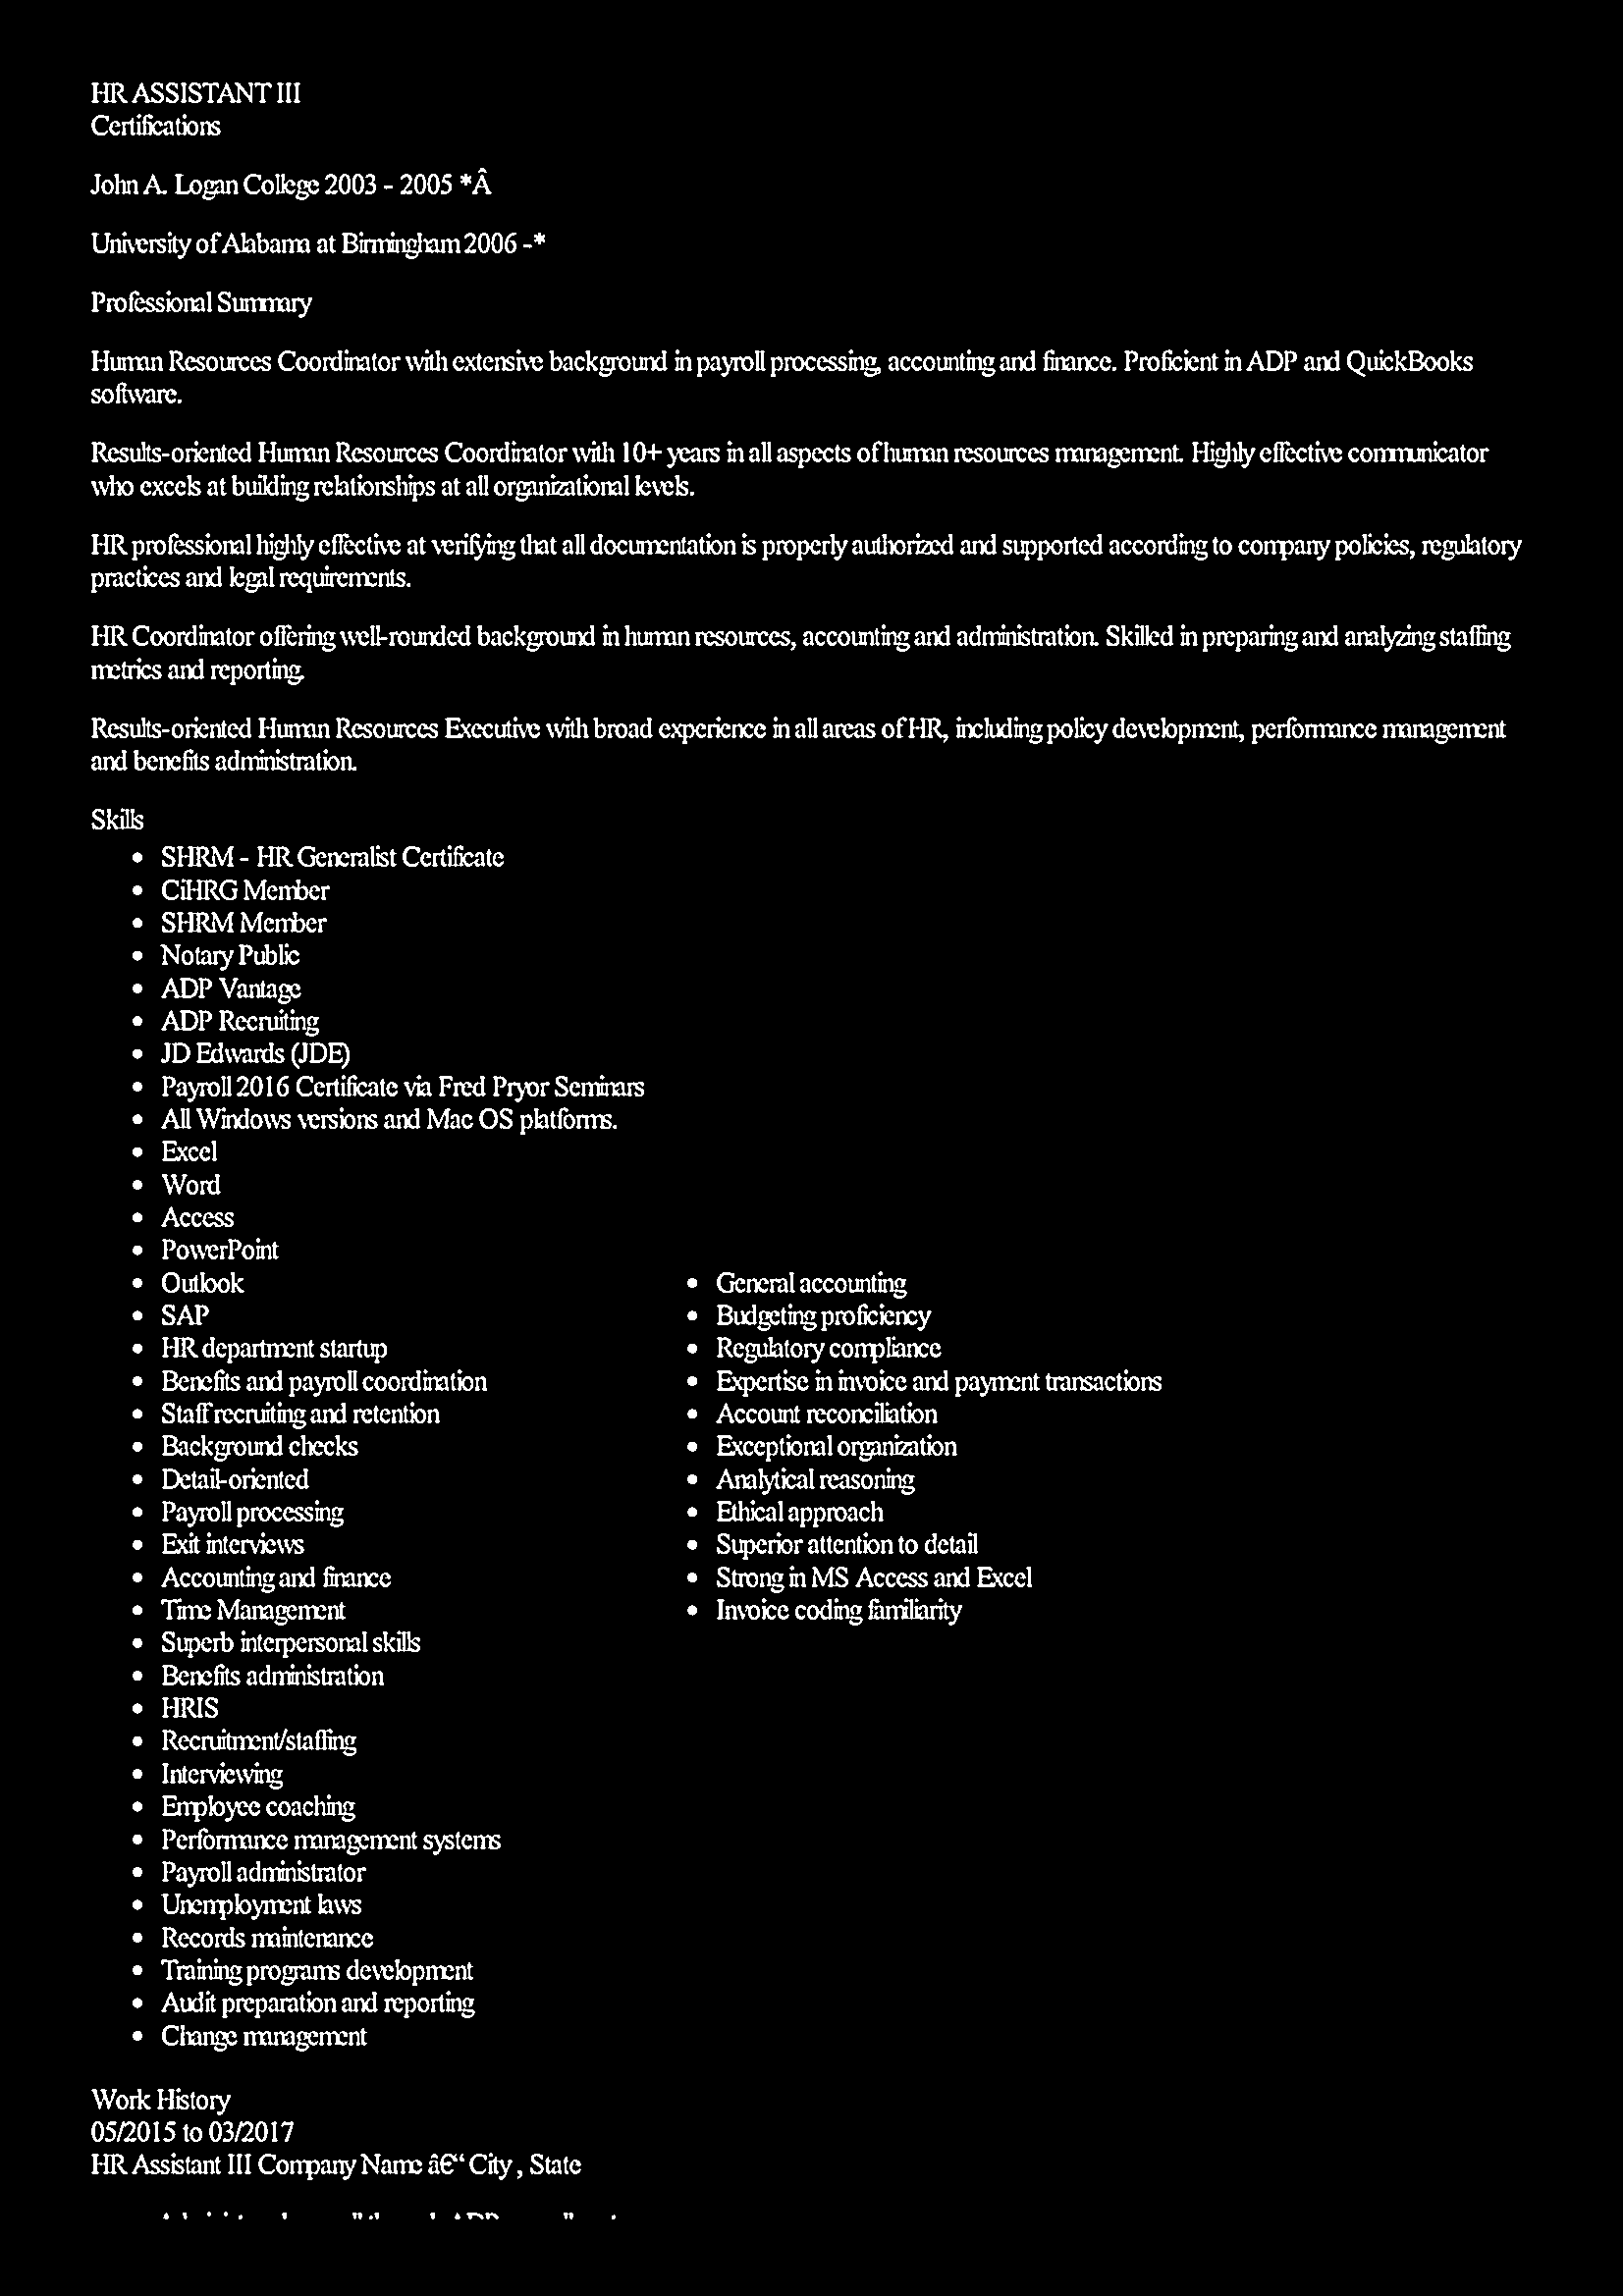 HR ASSISTANT III
Certifications
John A. Logan College 2003 - 2005 *Â
University of Alabama at Birmingham 2006 -*
Professional Summary
Human Resources Coordinator with extensive background in payroll processing, accounting and finance. Proficient in ADP and QuickBooks
software.
Results-oriented Human Resources Coordinator with 10+ years in all aspects of human resources management. Highly effective communicator
who excels at building relationships at all organizational levels.
HR professional highly effective at verifying that all documentation is properly authorized and supported according to company policies, regulatory
practices and legal requirements.
HR Coordinator offering well-rounded background in human resources, accounting and administration. Skilled in preparing and analyzing staffing
metrics and reporting.
Results-oriented Human Resources Executive with broad experience in all areas of HR, including policy development, performance management
and benefits administration.
Skills
• SHRM - HR Generalist Certificate
• CiHRG Member
• SHRM Member
• Notary Public
• ADP Vantage
• ADP Recruiting
• JD Edwards (JDE)
• Payroll 2016 Certificate via Fred Pryor Seminars
• All Windows versions and Mac OS platforms.
• Excel
• Word
• Access
• PowerPoint
• Outlook
• SAP
• HR department startup
• Benefits and payroll coordination
• Staff recruiting and retention
• Background checks
• Detail-oriented
• Payroll processing
• Exit interviews
• Accounting and finance
• Time Management
• Superb interpersonal skills
• Benefits administration
• HRIS
• Recruitment/staffing
• Interviewing
• Employee coaching
• Performance management systems
• Payroll administrator
• Unemployment laws
• Records maintenance
• Training programs development
• Audit preparation and reporting
• Change management
• General accounting
• Budgeting proficiency
• Regulatory compliance
• Expertise in invoice and payment transactions
• Account reconciliation
• Exceptional organization
• Analytical reasoning
• Ethical approach
• Superior attention to detail
• Strong in MS Access and Excel
• Invoice coding familiarity
Work History
05/2015 to 03/2017
HR Assistant III Company Name â€“ City , State